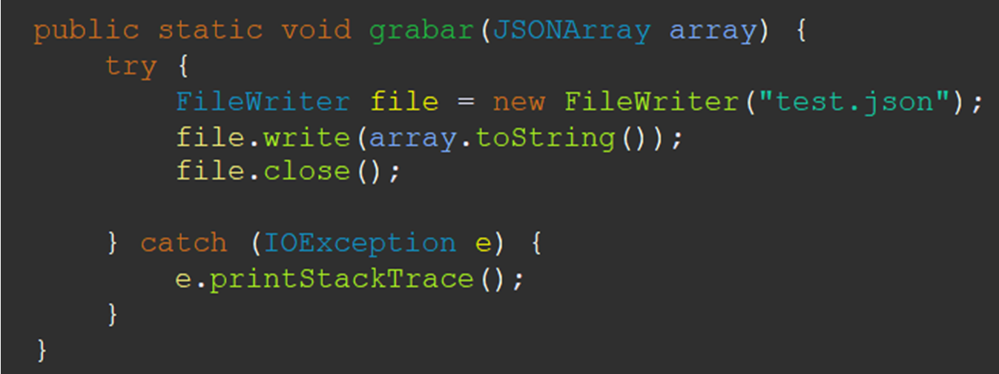 public static void grabar(JSONArray array) {
    try {
        FileWriter file = new FileWriter("test.json");
        file.write(array.toString());
        file.close();

    } catch (IOException e) {
        e.printStackTrace();
    }
}